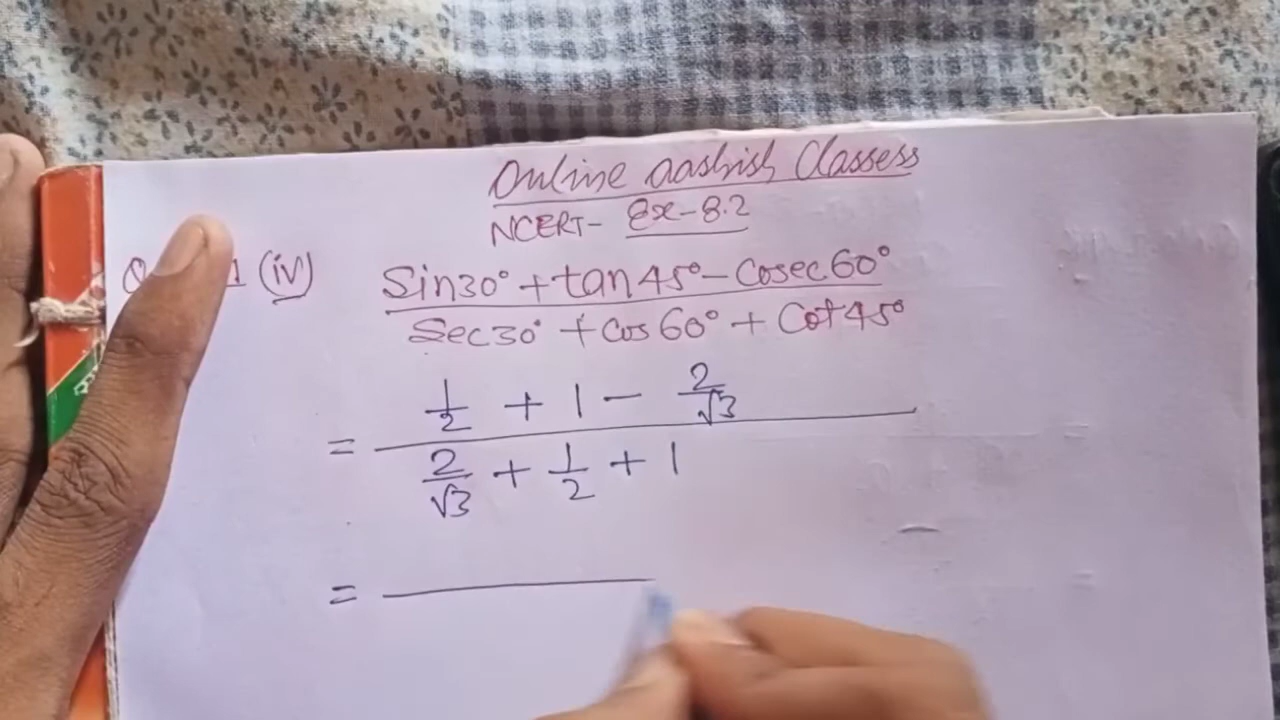 Online aashish Classess
NCERT- Ex-8.2
1 (iv) Sin30° + tan45° - Cosec60°
Sec30° + Cos60° + Cot45°
= 1/2 + 1 - 2/√3
2/√3 + 1/2 + 1
=